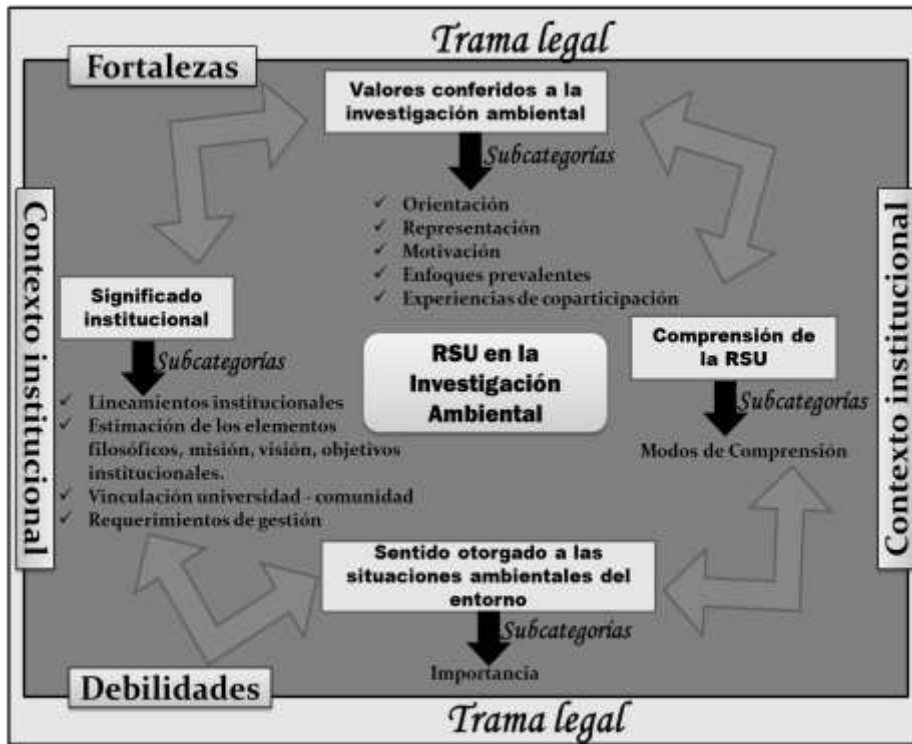 Trama legal
Fortalezas
Valores conferidos a la
investigación ambiental
Subcategorías
✓ Orientación
✓ Representación
✓ Motivación
✓ Enfoques prevalentes
✓ Experiencias de coparticipación
Contexto institucional
Significado
institucional
Subcategorías
✓ Lineamientos institucionales
✓ Estimación de los elementos
filosóficos, misión, visión, objetivos
institucionales.
✓ Vinculación universidad - comunidad
✓ Requerimientos de gestión
RSU en la
Investigación
Ambiental
Comprensión de
la RSU
Subcategorías
Modos de Comprensión
Contexto institucional
Sentido otorgado a las
situaciones ambientales del
entorno
Subcategorías
Importancia
Debilidades
Trama legal